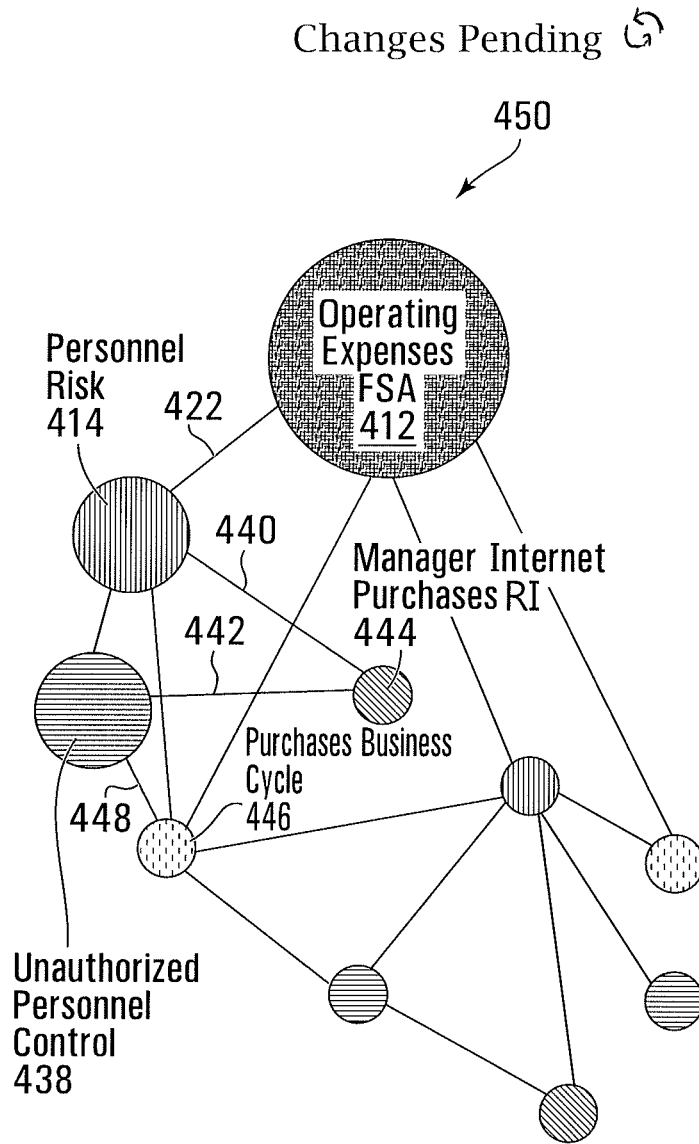 Changes Pending
450
Operating
Expenses
FSA
412
Personnel
Risk
414
422
440
Manager Internet
Purchases RI
444
442
Purchases Business
Cycle
446
448
Unauthorized
Personnel
Control
438